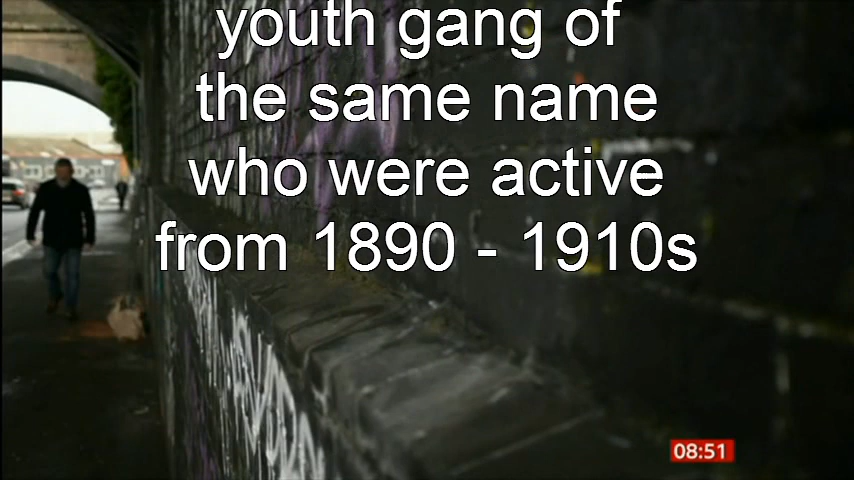 youth gang of
the same name
who were active
from 1890 - 1910s
08:51